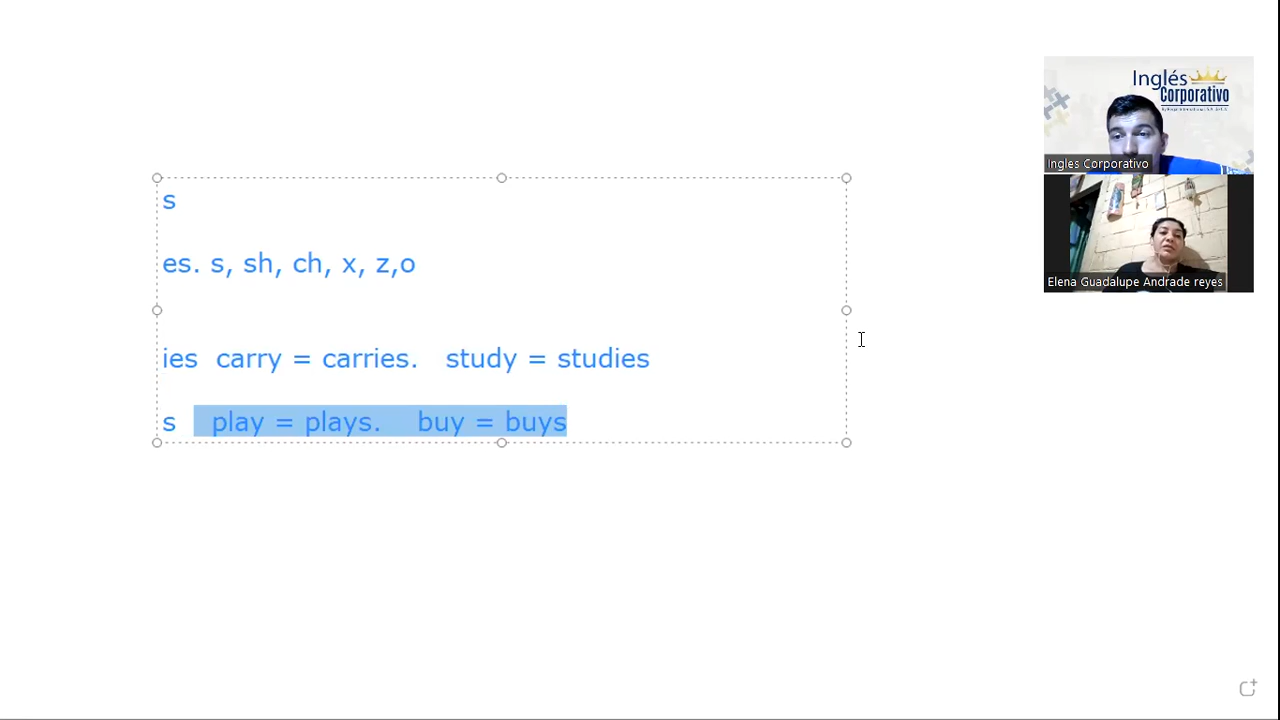 s
es. s, sh, ch, x, z,o
ies carry = carries. study = studies
s play = plays. buy = buys
Inglés
Corporativo
Ingles Corporativo
Elena Guadalupe Andrade reyes